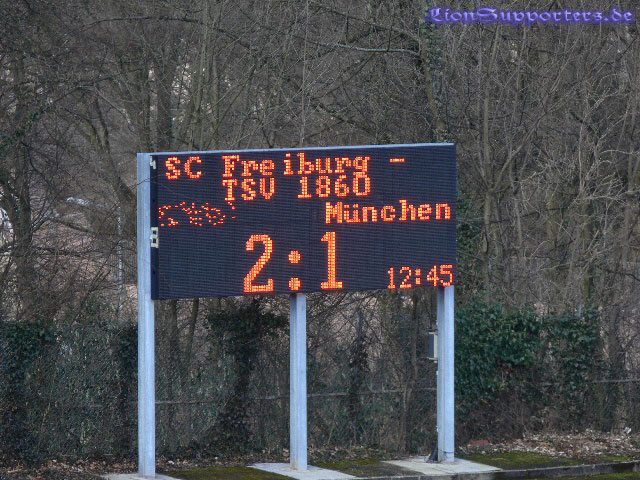 LionSupporters.de
SC Freiburg -
TSV 1860
München
2:1
12:45